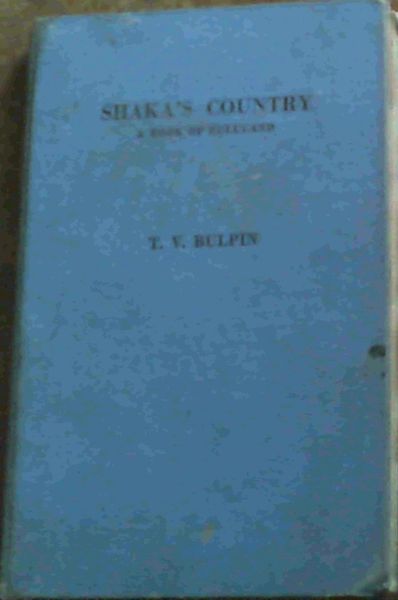 SHAKA'S COUNTRY
A BOOK OF ZULULAND
T. V. BULPIN